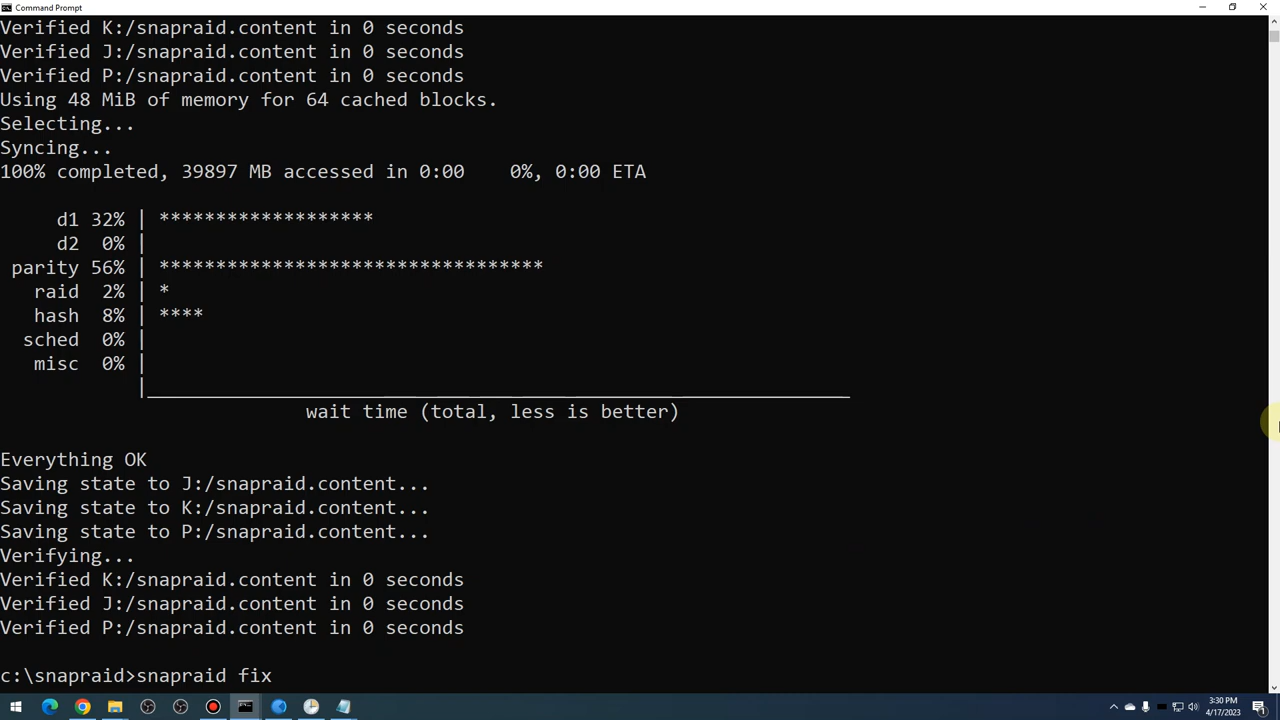 Command Prompt
Verified K:/snapraid.content in 0 seconds
Verified J:/snapraid.content in 0 seconds
Verified P:/snapraid.content in 0 seconds
Using 48 MiB of memory for 64 cached blocks.
Selecting...
Syncing...
100% completed, 39897 MB accessed in 0:00    0%, 0:00 ETA
d1 32% | *******************
d2  0% |
parity 56% | **********************************
raid  2% | *
hash  8% | ****
sched  0% |
misc  0% |
|______________________________________________________________
wait time (total, less is better)
Everything OK
Saving state to J:/snapraid.content...
Saving state to K:/snapraid.content...
Saving state to P:/snapraid.content...
Verifying...
Verified K:/snapraid.content in 0 seconds
Verified J:/snapraid.content in 0 seconds
Verified P:/snapraid.content in 0 seconds
c:\snapraid>snapraid fix
3:30 PM
4/17/2023